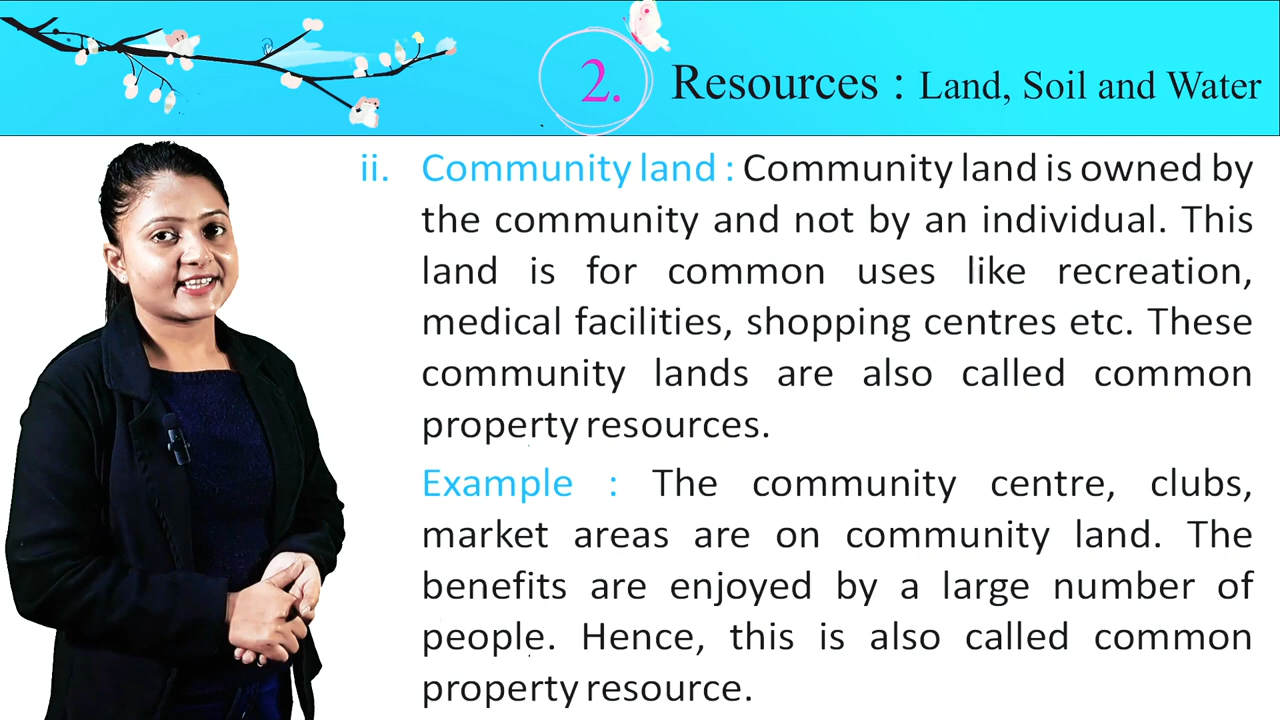 2. Resources : Land, Soil and Water
ii. Community land : Community land is owned by
the community and not by an individual. This
land is for common uses like recreation,
medical facilities, shopping centres etc. These
community lands are also called common
property resources.
Example : The community centre, clubs,
market areas are on community land. The
benefits are enjoyed by a large number of
people. Hence, this is also called common
property resource.